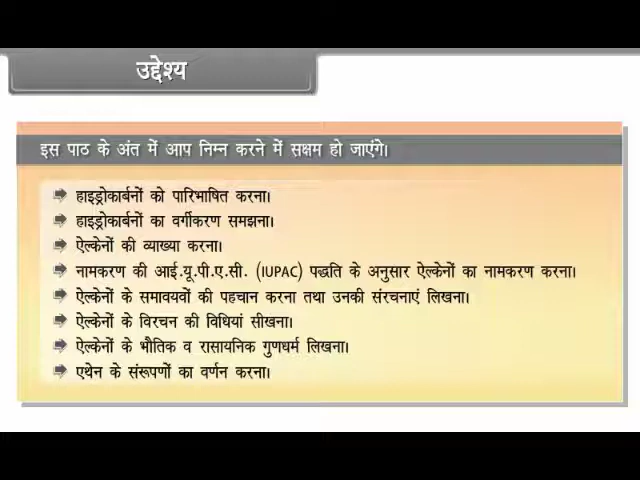 उद्देश्य
इस पाठ के अंत में आप निम्न करने में सक्षम हो जाएंगे।
हाइड्रोकार्बनों को पारिभाषित करना।
हाइड्रोकार्बनों का वर्गीकरण समझना।
ऐल्केनों की व्याख्या करना।
नामकरण की आई.यू.पी.ए.सी. (IUPAC) पद्धति के अनुसार ऐल्केनों का नामकरण करना।
ऐल्केनों के समावयवों की पहचान करना तथा उनकी संरचनाएं लिखना।
ऐल्केनों के विरचन की विधियां सीखना।
ऐल्केनों के भौतिक व रासायनिक गुणधर्म लिखना।
एथेन के संरूपणों का वर्णन करना।